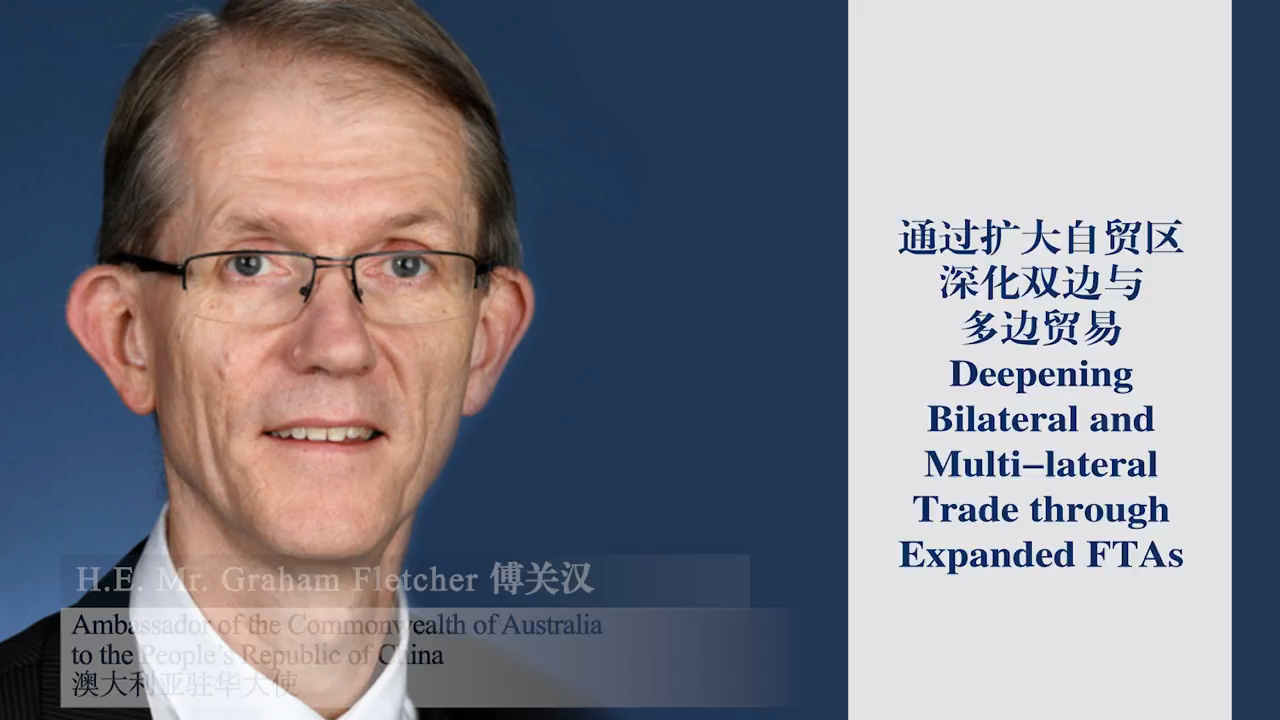 H.E. Mr. Graham Fletcher 傅关汉
Ambassador of the Commonwealth of Australia
to the People's Republic of China
澳大利亚驻华大使
通过扩大自贸区
深化双边与
多边贸易
Deepening
Bilateral and
Multi-lateral
Trade through
Expanded FTAs